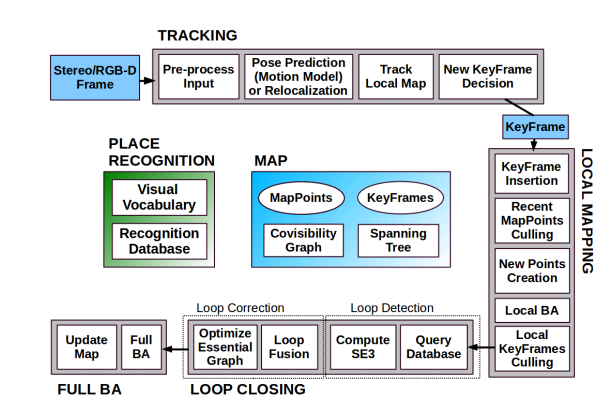 TRACKING
Stereo/RGB-D
Frame
Pre-process
Input
Pose Prediction
(Motion Model)
or Relocalization
Track
Local Map
New KeyFrame
Decision
KeyFrame
PLACE
RECOGNITION
Visual
Vocabulary
Recognition
Database
MAP
MapPoints
KeyFrames
Covisibility
Graph
Spanning
Tree
LOCAL MAPPING
KeyFrame
Insertion
Recent
MapPoints
Culling
New Points
Creation
Local BA
Local
KeyFrames
Culling
Loop Correction
Loop Detection
Update
Map
Full
BA
Optimize
Essential
Graph
Loop
Fusion
Compute
SE3
Query
Database
FULL BA
LOOP CLOSING